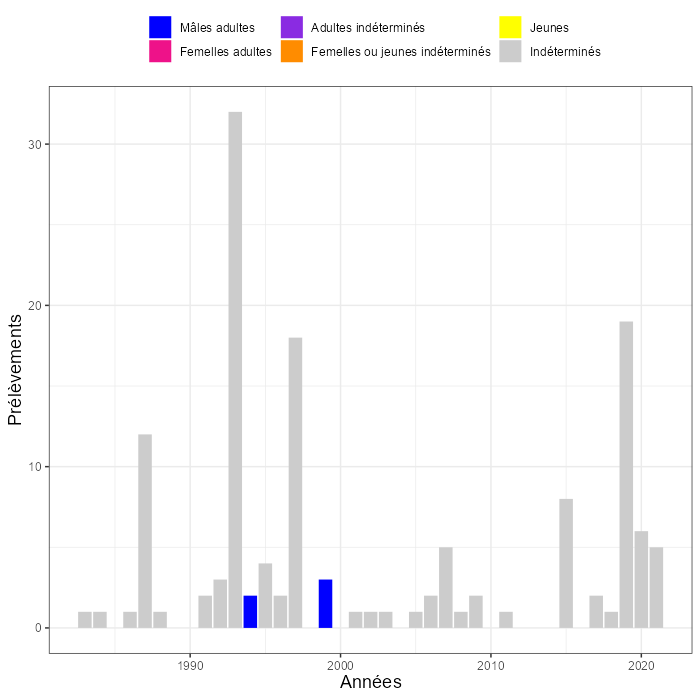 Mâles adultes Adultes indéterminés Jeunes
Femelles adultes Femelles ou jeunes indéterminés Indéterminés
30
20
10
0
Prélèvements
1990 2000 2010 2020
Années